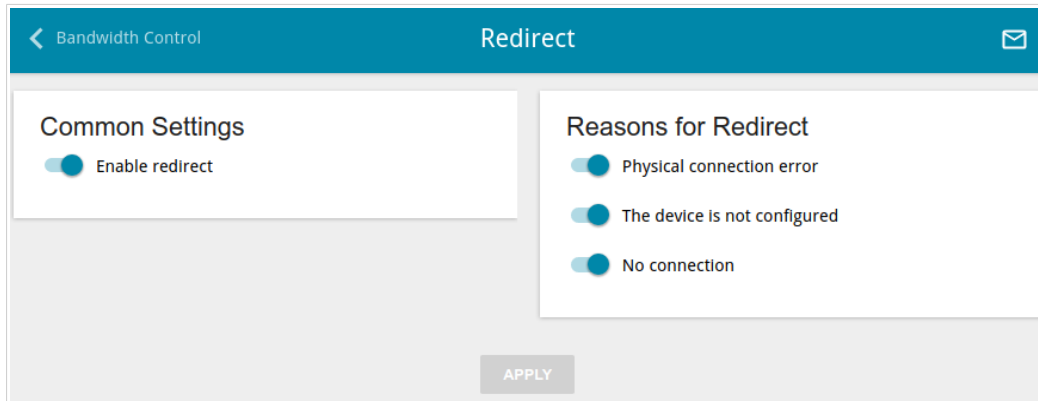 Bandwidth Control
Redirect
Common Settings
Enable redirect
Reasons for Redirect
Physical connection error
The device is not configured
No connection
APPLY